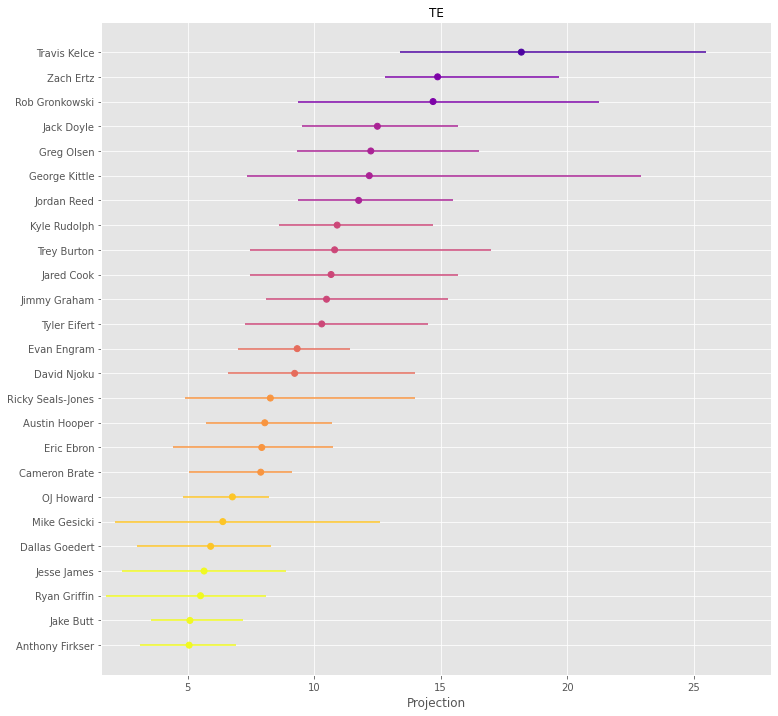 TE
Travis Kelce
Zach Ertz
Rob Gronkowski
Jack Doyle
Greg Olsen
George Kittle
Jordan Reed
Kyle Rudolph
Trey Burton
Jared Cook
Jimmy Graham
Tyler Eifert
Evan Engram
David Njoku
Ricky Seals-Jones
Austin Hooper
Eric Ebron
Cameron Brate
OJ Howard
Mike Gesicki
Dallas Goedert
Jesse James
Ryan Griffin
Jake Butt
Anthony Firkser
5 10 15 20 25
Projection